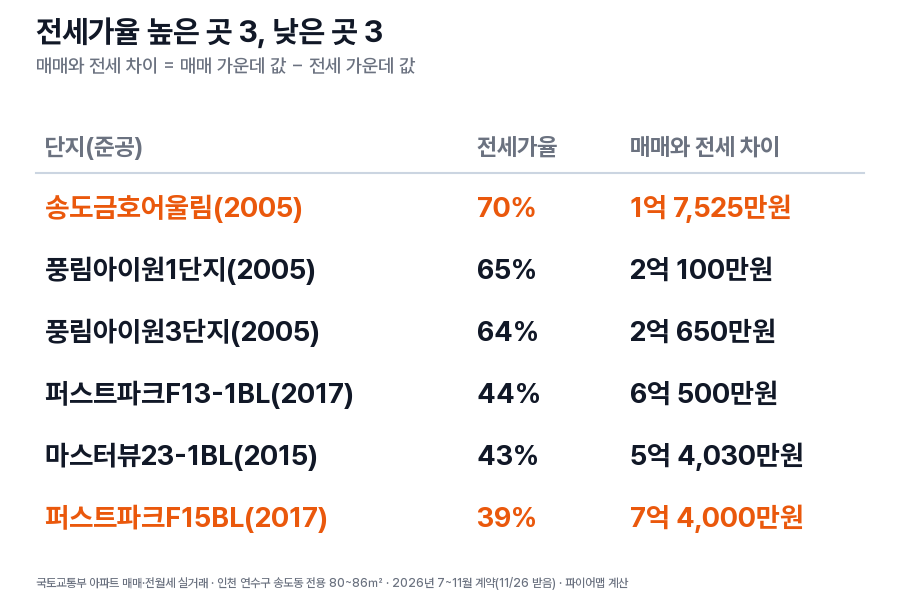 전세가율 높은 곳 3, 낮은 곳 3
매매와 전세 차이 = 매매 가운데 값 − 전세 가운데 값
단지(준공) 전세가율 매매와 전세 차이
송도금호어울림(2005) 70% 1억 7,525만원
풍림아이원1단지(2005) 65% 2억 100만원
풍림아이원3단지(2005) 64% 2억 650만원
퍼스트파크F13-1BL(2017) 44% 6억 500만원
마스터뷰23-1BL(2015) 43% 5억 4,030만원
퍼스트파크F15BL(2017) 39% 7억 4,000만원
국토교통부 아파트 매매·전월세 실거래 · 인천 연수구 송도동 전용 80~86㎡ · 2026년 7~11월 계약(11/26 받음) · 파이어맵 계산